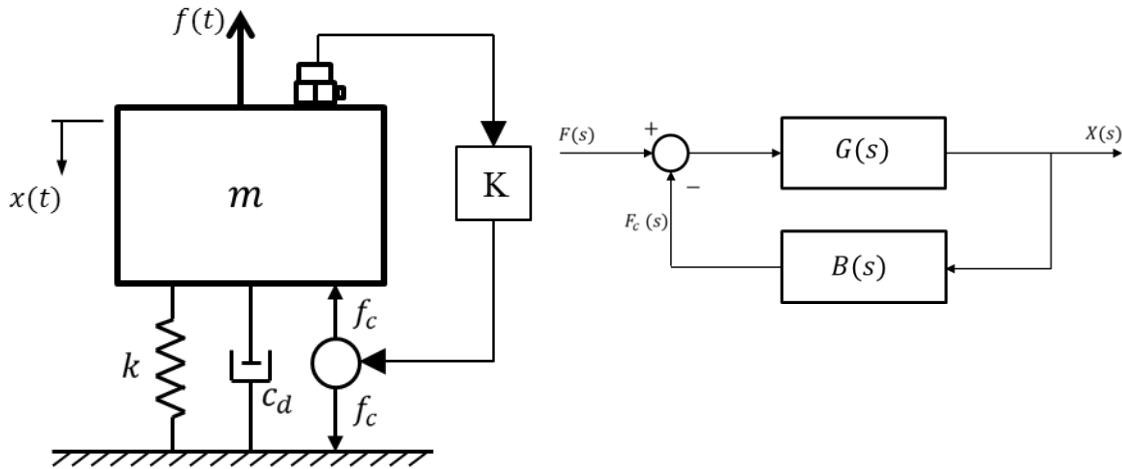 f(t)
x(t)
m
K
k
c_d
f_c
f_c
F(s)
+
−
G(s)
X(s)
F_c (s)
B(s)